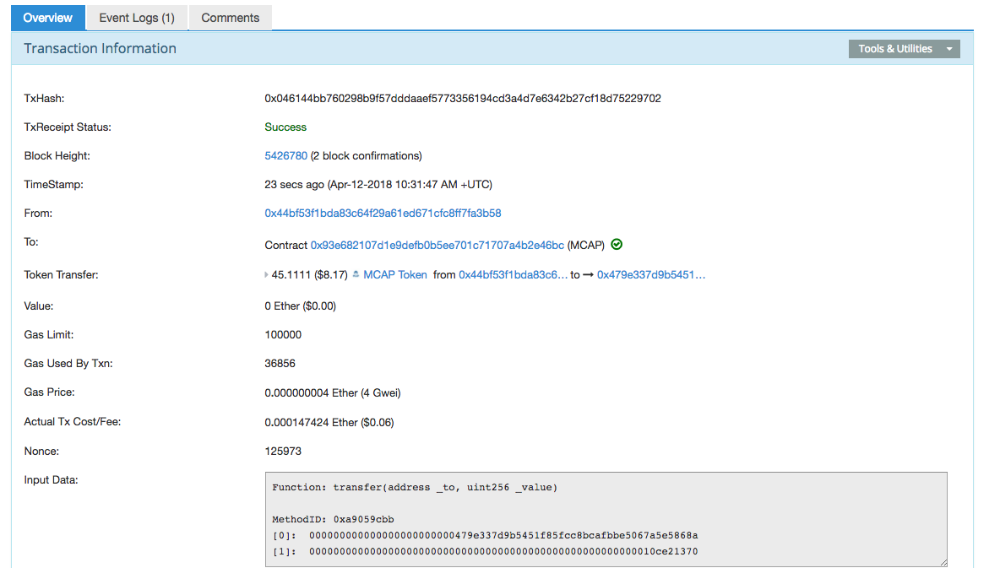 Overview Event Logs (1) Comments
Transaction Information Tools & Utilities
TxHash: 0x046144bb760298b9f57dddaaef5773356194cd3a4d7e6342b27cf18d75229702
TxReceipt Status: Success
Block Height: 5426780 (2 block confirmations)
TimeStamp: 23 secs ago (Apr-12-2018 10:31:47 AM +UTC)
From: 0x44bf53f1bda83c64f29a61ed671cfc8ff7fa3b58
To: Contract 0x93e682107d1e9defb0b5ee701c71707a4b2e46bc (MCAP)
Token Transfer: 45.1111 ($8.17) MCAP Token from 0x44bf53f1bda83c6... to → 0x479e337d9b5451...
Value: 0 Ether ($0.00)
Gas Limit: 100000
Gas Used By Txn: 36856
Gas Price: 0.000000004 Ether (4 Gwei)
Actual Tx Cost/Fee: 0.000147424 Ether ($0.06)
Nonce: 125973
Input Data:
Function: transfer(address _to, uint256 _value)
MethodID: 0xa9059cbb
[0]: 000000000000000000000000479e337d9b5451f85fcc8bcafbbe5067a5e5868a
[1]: 0000000000000000000000000000000000000000000000000000000010ce21370